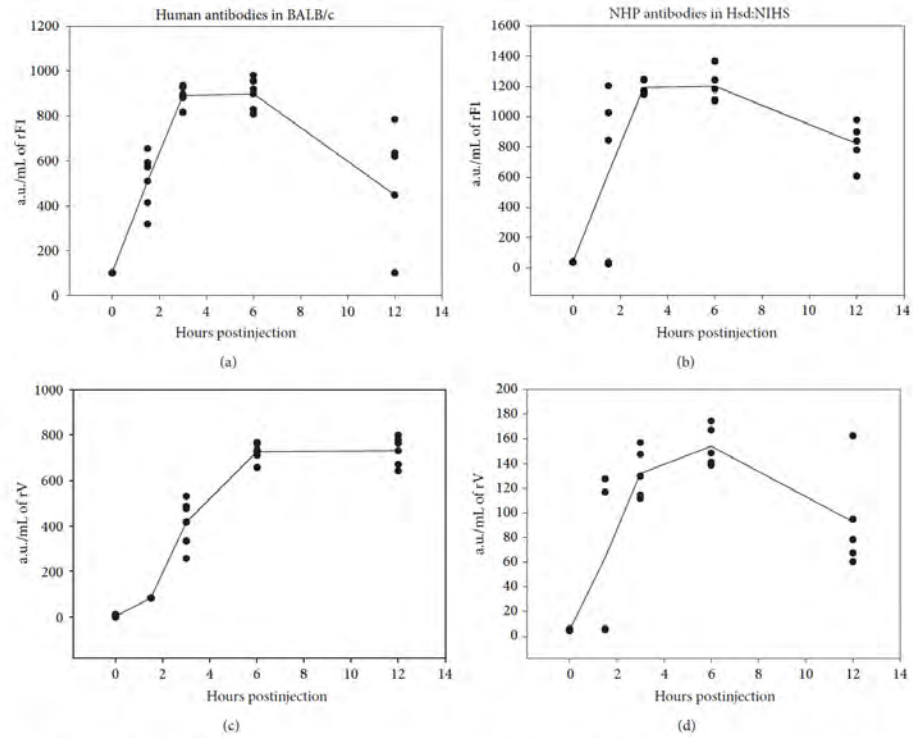 Human antibodies in BALB/c
1200
1000
800
600
400
200
0
a.u./mL of rF1
0 2 4 6 8 10 12 14
Hours postinjection
(a)
NHP antibodies in Hsd:NIHS
1600
1400
1200
1000
800
600
400
200
0
a.u./mL of rF1
0 2 4 6 8 10 12 14
Hours postinjection
(b)
1000
800
600
400
200
0
a.u./mL of rV
0 2 4 6 8 10 12 14
Hours postinjection
(c)
200
180
160
140
120
100
80
60
40
20
0
a.u./mL of rV
0 2 4 6 8 10 12 14
Hours postinjection
(d)